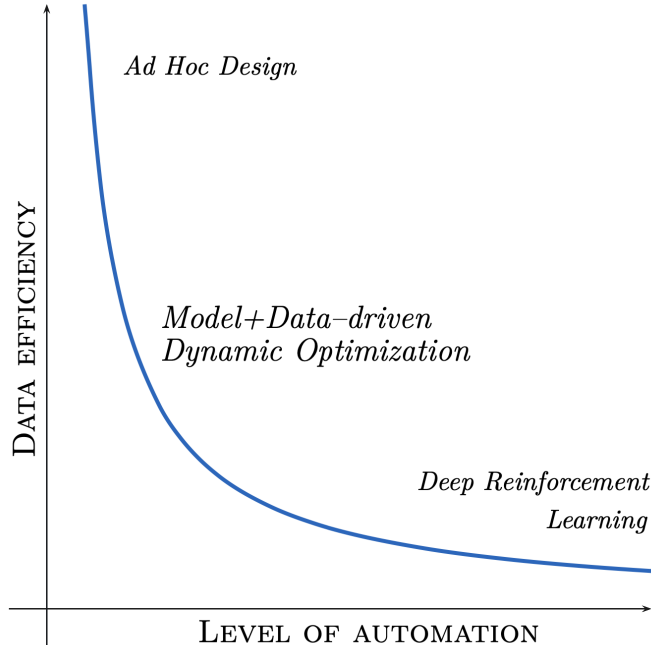 Ad Hoc Design
DATA EFFICIENCY
Model+Data–driven
Dynamic Optimization
Deep Reinforcement
Learning
LEVEL OF AUTOMATION